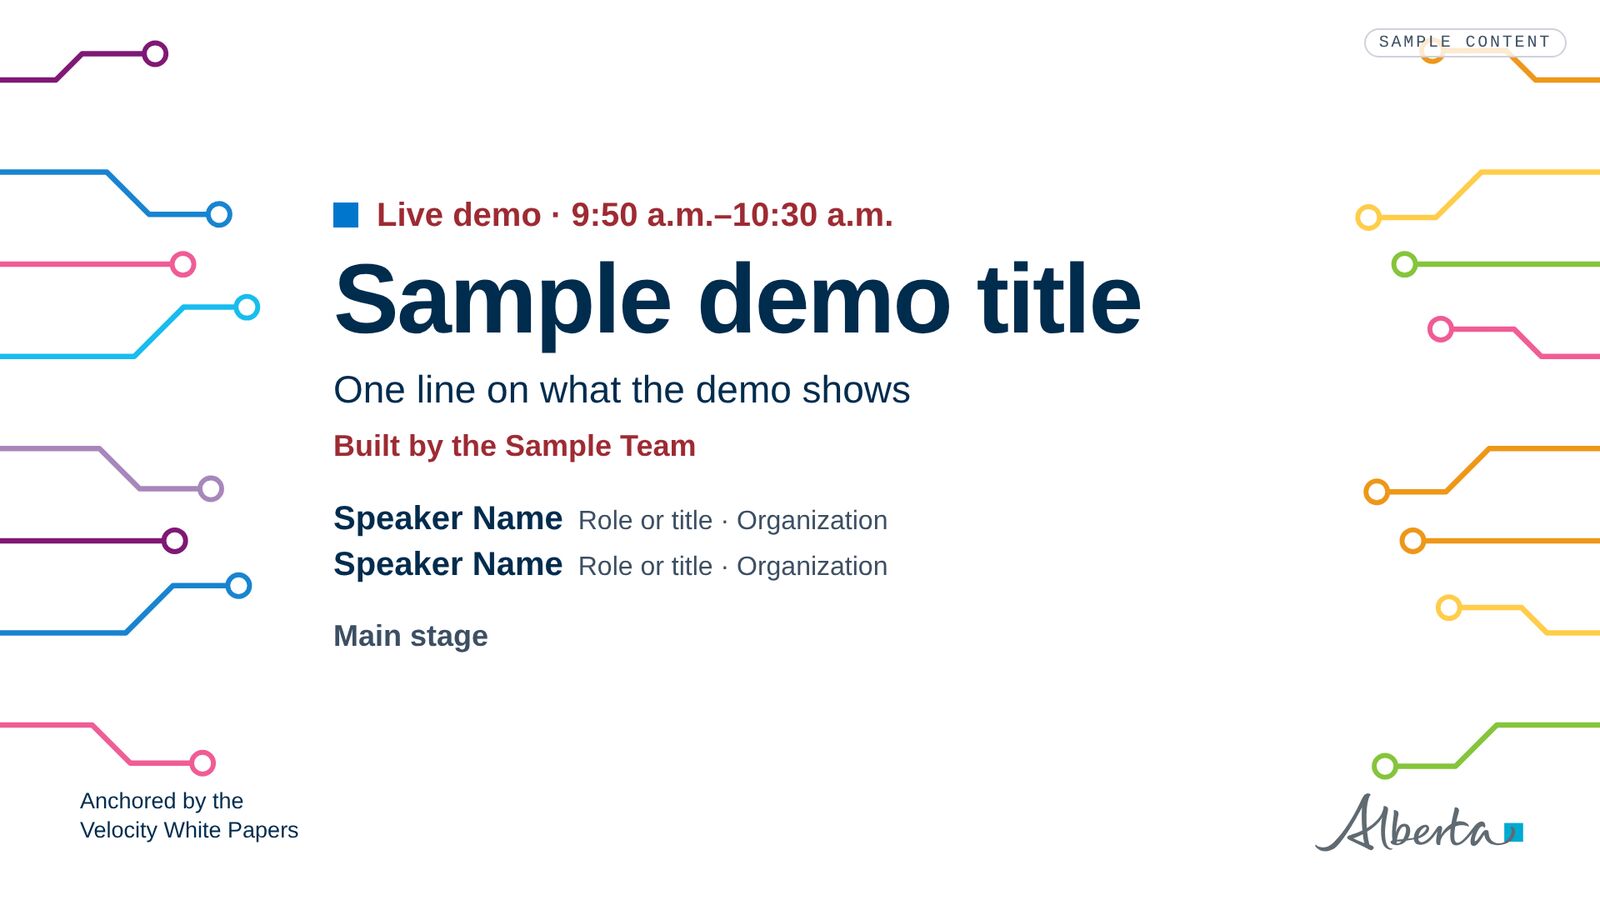 SAMPLE CONTENT
Live demo · 9:50 a.m.–10:30 a.m.
Sample demo title
One line on what the demo shows
Built by the Sample Team
Speaker Name Role or title · Organization
Speaker Name Role or title · Organization
Main stage
Anchored by the
Velocity White Papers
Alberta